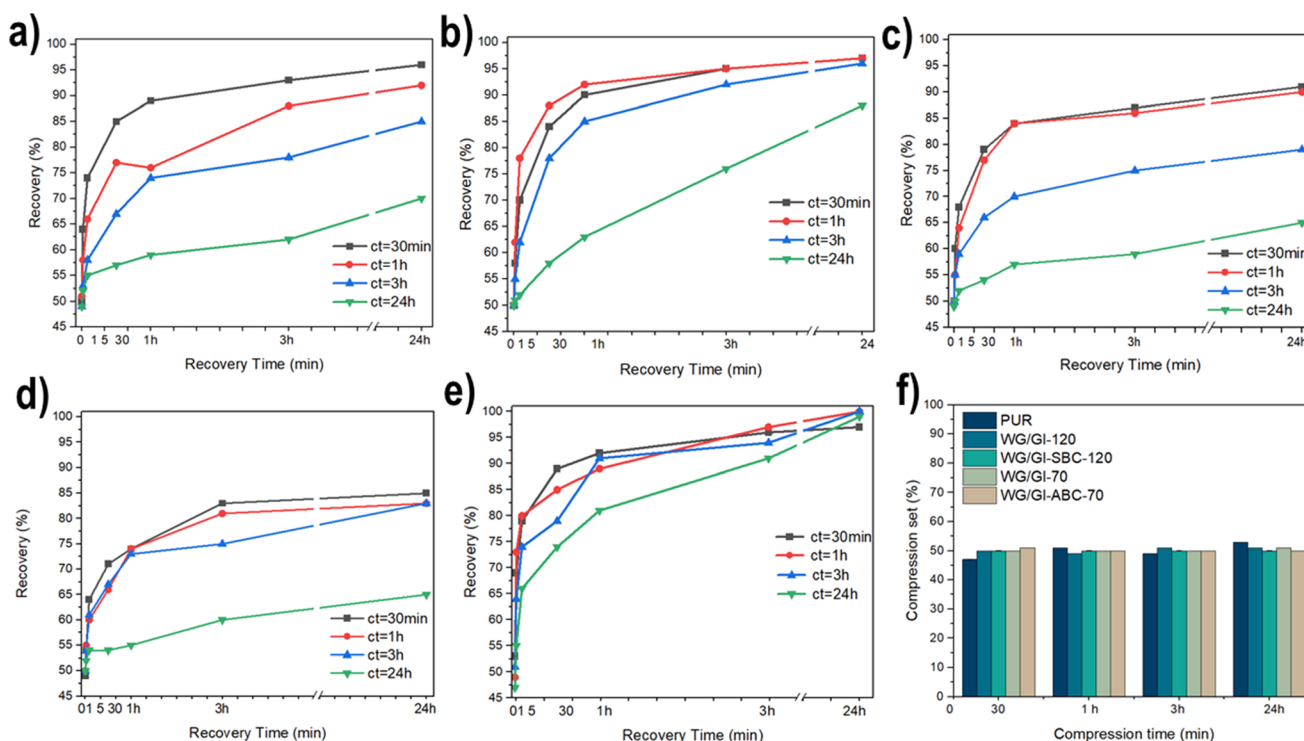 a)
100
95
90
85
80
75
70
65
60
55
50
45
Recovery (%)
ct=30min
ct=1h
ct=3h
ct=24h
0 1 5 30 1h 3h 24h
Recovery Time (min)
b)
100
95
90
85
80
75
70
65
60
55
50
45
Recovery (%)
ct=30min
ct=1h
ct=3h
ct=24h
0 1 5 30 1h 3h 24
Recovery Time (min)
c)
100
95
90
85
80
75
70
65
60
55
50
45
Recovery (%)
ct=30min
ct=1h
ct=3h
ct=24h
0 1 5 30 1h 3h 24h
Recovery Time (min)
d)
100
95
90
85
80
75
70
65
60
55
50
45
Recovery (%)
ct=30min
ct=1h
ct=3h
ct=24h
01 5 30 1h 3h 24h
Recovery Time (min)
e)
100
95
90
85
80
75
70
65
60
55
50
45
Recovery (%)
ct=30min
ct=1h
ct=3h
ct=24h
01 5 30 1h 3h 24h
Recovery Time (min)
f)
100
90
80
70
60
50
40
30
20
10
0
Compression set (%)
PUR
WG/GI-120
WG/GI-SBC-120
WG/GI-70
WG/GI-ABC-70
0 30 1 h 3h 24h
Compression time (min)